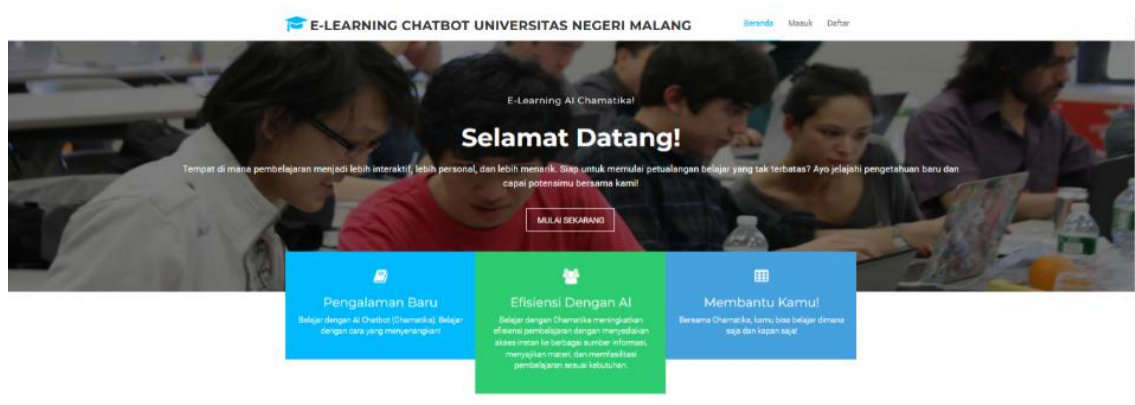 E-LEARNING CHATBOT UNIVERSITAS NEGERI MALANG
Beranda Masuk Daftar
E-Learning AI Chamatika!
Selamat Datang!
Tempat di mana pembelajaran menjadi lebih interaktif, lebih personal, dan lebih menarik. Siap untuk memulai petualangan belajar yang tak terbatas? Ayo jelajahi pengetahuan baru dan
capai potensimu bersama kami!
MULAI SEKARANG
Pengalaman Baru
Belajar dengan AI Chatbot (Chamatika). Belajar
dengan cara yang menyenangkan!
Efisiensi Dengan AI
Belajar dengan Chamatika meningkatkan
efisiensi pembelajaran dengan menyediakan
akses instan ke berbagai sumber informasi,
menyajikan materi, dan memfasilitasi
pembelajaran sesuai kebutuhan.
Membantu Kamu!
Bersama Chamatika, kamu bisa belajar dimana
saja dan kapan saja!